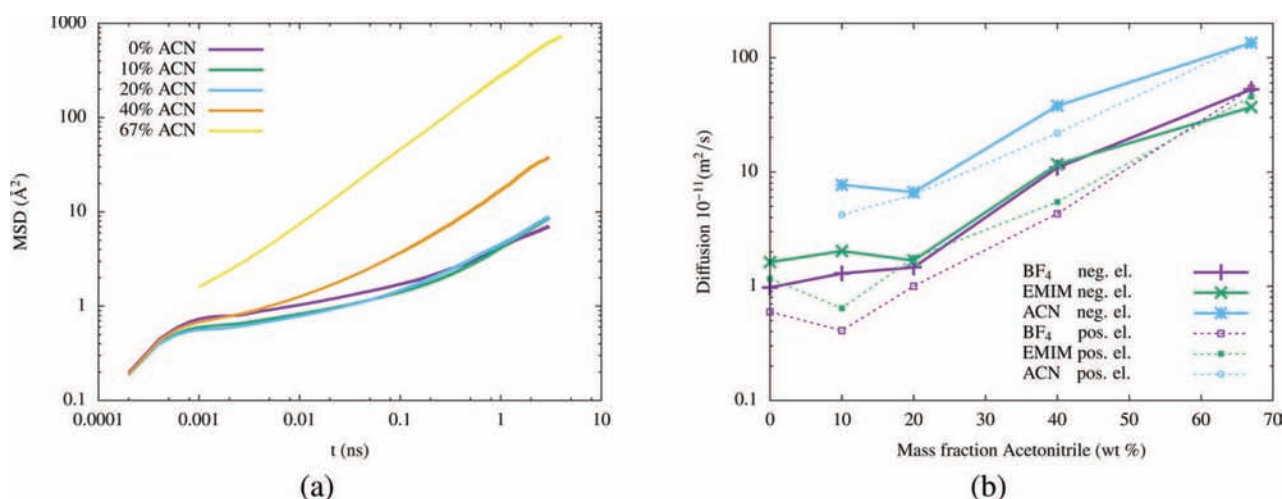 1000
100
10
1
0.1
MSD (Å²)
0% ACN
10% ACN
20% ACN
40% ACN
67% ACN
0.0001 0.001 0.01 0.1 1 10
t (ns)
(a)
100
10
1
0.1
Diffusion 10⁻¹¹(m²/s)
BF₄ neg. el.
EMIM neg. el.
ACN neg. el.
BF₄ pos. el.
EMIM pos. el.
ACN pos. el.
0 10 20 30 40 50 60 70
Mass fraction Acetonitrile (wt %)
(b)